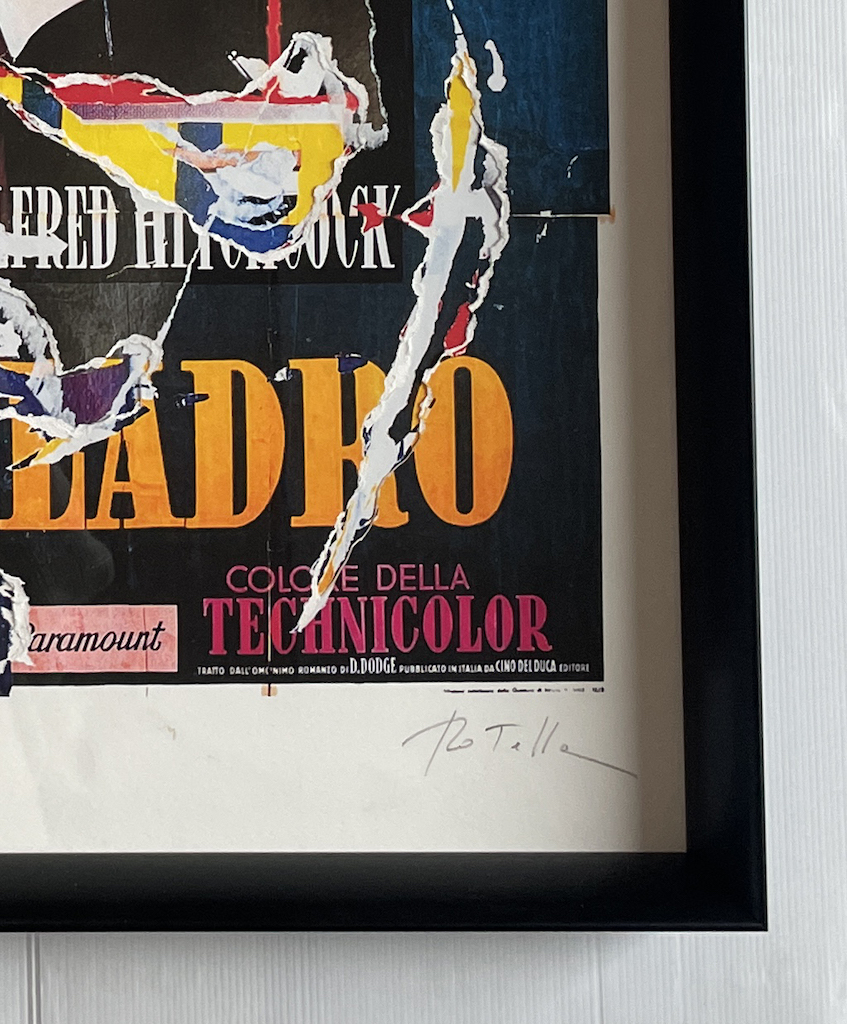 LFRED HITCHCOCK
LADRO
COLORE DELLA
TECHNICOLOR
Paramount
TRATTO DALL'OMONIMO ROMANZO DI D. DODGE PUBBLICATO IN ITALIA DA CINO DEL DUCA EDITORE
Rotella